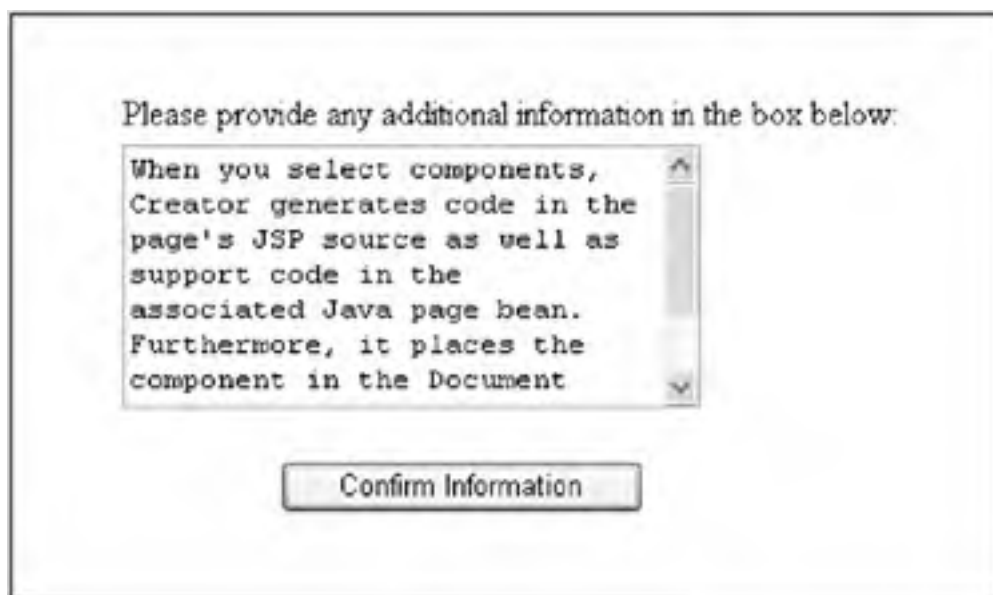 Please provide any additional information in the box below:
When you select components,
Creator generates code in the
page's JSP source as well as
support code in the
associated Java page bean.
Furthermore, it places the
component in the Document
Confirm Information